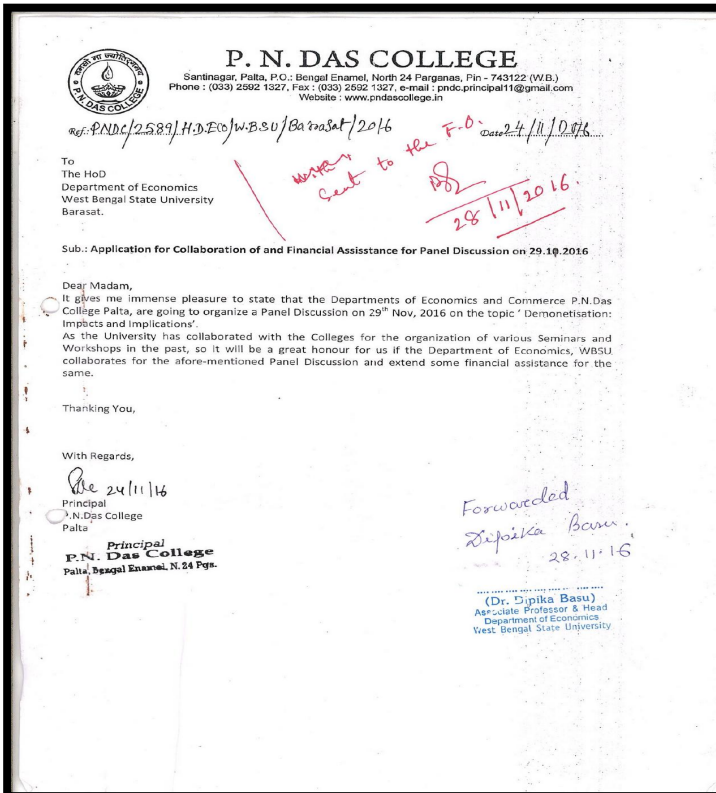 P. N. DAS COLLEGE
Santinagar, Palta, P.O.: Bengal Enamel, North 24 Parganas, Pin - 743122 (W.B.)
Phone : (033) 2592 1327, Fax : (033) 2592 1327, e-mail : pndc.principal11@gmail.com
Website : www.pndascollege.in
P. N. DAS COLLEGE
Ref: PNDC/2589/H.D.ECO/W.B.SU/Barasat/2016 Date 24/11/2016
Sent to the F.O.
28/11/2016.
To
The HoD
Department of Economics
West Bengal State University
Barasat.
Sub.: Application for Collaboration of and Financial Assisstance for Panel Discussion on 29.10.2016
Dear Madam,
It gives me immense pleasure to state that the Departments of Economics and Commerce P.N.Das
College Palta, are going to organize a Panel Discussion on 29th Nov, 2016 on the topic ' Demonetisation:
Impacts and Implications'.
As the University has collaborated with the Colleges for the organization of various Seminars and
Workshops in the past, so it will be a great honour for us if the Department of Economics, WBSU
collaborates for the afore-mentioned Panel Discussion and extend some financial assistance for the
same.
Thanking You,
With Regards,
24/11/16
Principal
P.N.Das College
Palta
Principal
P.N. Das College
Palta, Bengal Enamel, N. 24 Pgs.
Forwarded
Dipika Basu.
28.11.16
(Dr. Dipika Basu)
Associate Professor & Head
Department of Economics
West Bengal State University